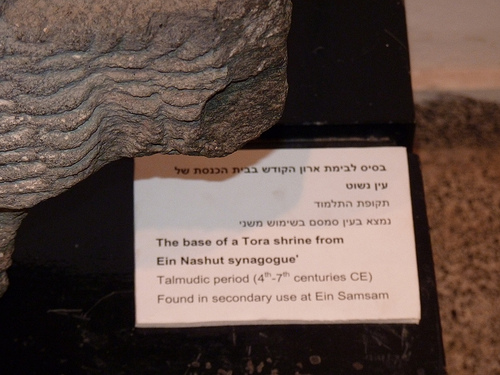 בסיס לבימת ארון הקודש בבית הכנסת של
עין נשוט
תקופת התלמוד
נמצא בעין סמסם בשימוש משני
The base of a Tora shrine from
Ein Nashut synagogue'
Talmudic period (4th-7th centuries CE)
Found in secondary use at Ein Samsam